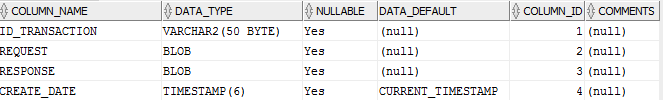 COLUMN_NAME DATA_TYPE NULLABLE DATA_DEFAULT COLUMN_ID COMMENTS
ID_TRANSACTION VARCHAR2(50 BYTE) Yes (null) 1 (null)
REQUEST BLOB Yes (null) 2 (null)
RESPONSE BLOB Yes (null) 3 (null)
CREATE_DATE TIMESTAMP(6) Yes CURRENT_TIMESTAMP 4 (null)